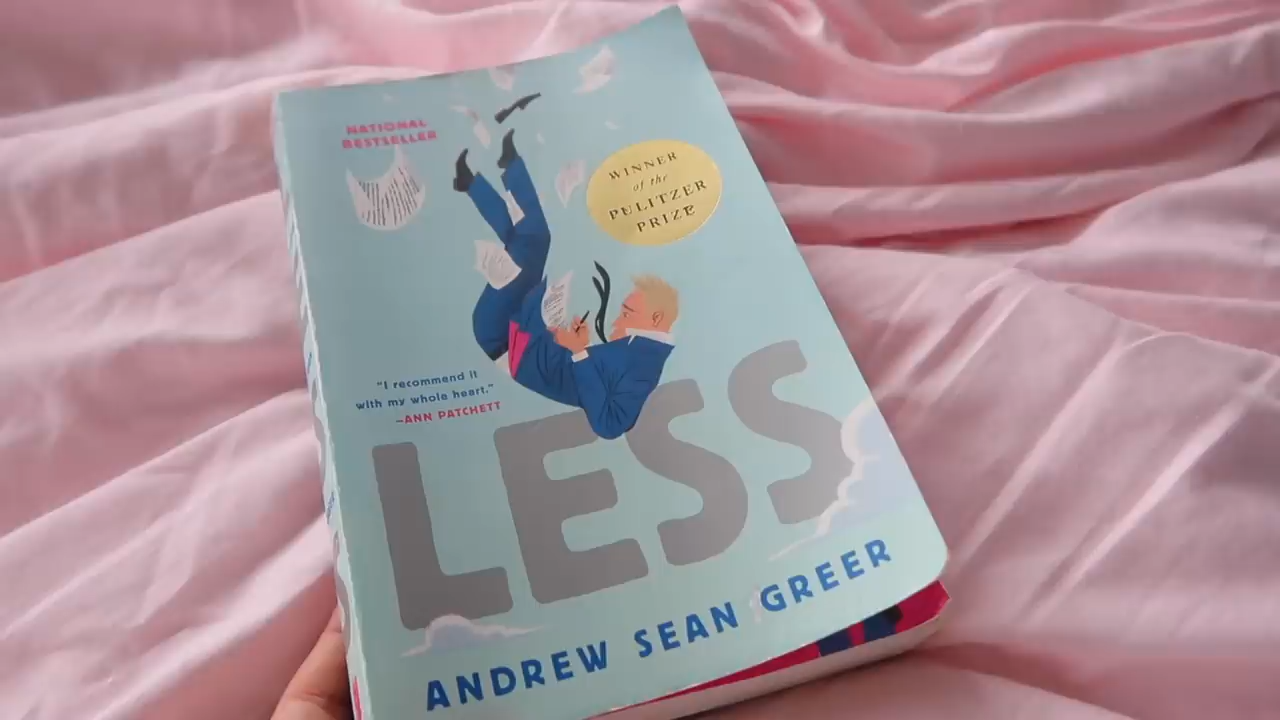 NATIONAL
BESTSELLER
WINNER
of the
PULITZER
PRIZE
"I recommend it
with my whole heart."
—ANN PATCHETT
LESS
ANDREW SEAN GREER